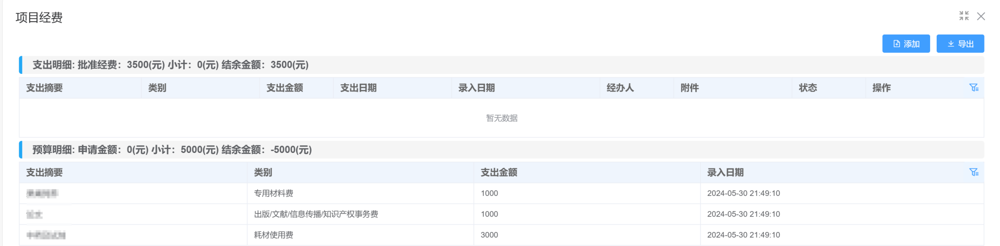 项目经费
添加 导出
支出明细: 批准经费：3500(元) 小计：0(元) 结余金额：3500(元)
支出摘要 类别 支出金额 支出日期 录入日期 经办人 附件 状态 操作
暂无数据
预算明细: 申请金额：0(元) 小计：5000(元) 结余金额：-5000(元)
支出摘要 类别 支出金额 录入日期
专用材料费 1000 2024-05-30 21:49:10
出版/文献/信息传播/知识产权事务费 1000 2024-05-30 21:49:10
耗材使用费 3000 2024-05-30 21:49:10